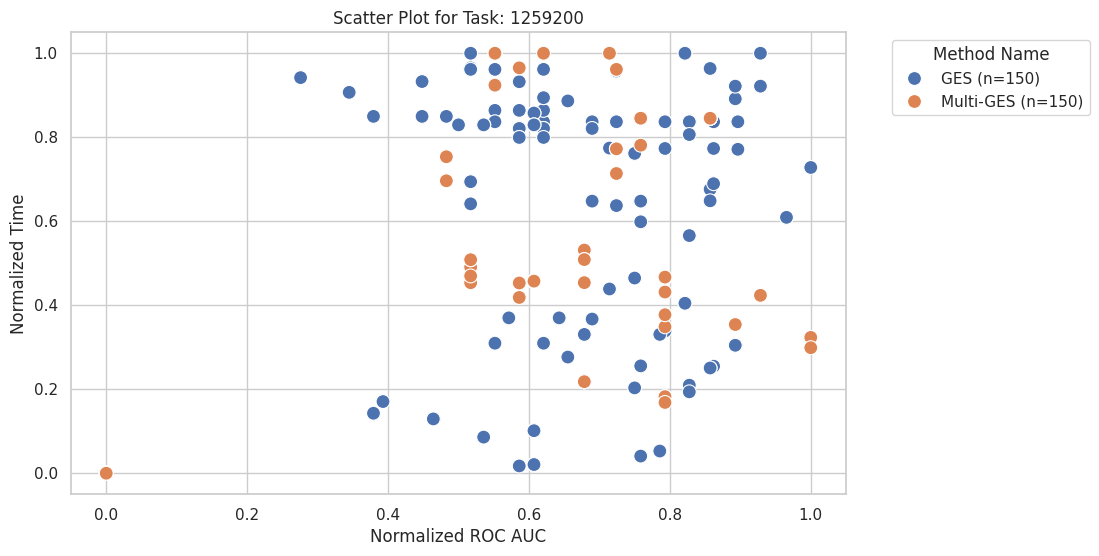 Scatter Plot for Task: 1259200
Normalized Time
1.0
0.8
0.6
0.4
0.2
0.0
0.0 0.2 0.4 0.6 0.8 1.0
Normalized ROC AUC
Method Name
GES (n=150)
Multi-GES (n=150)